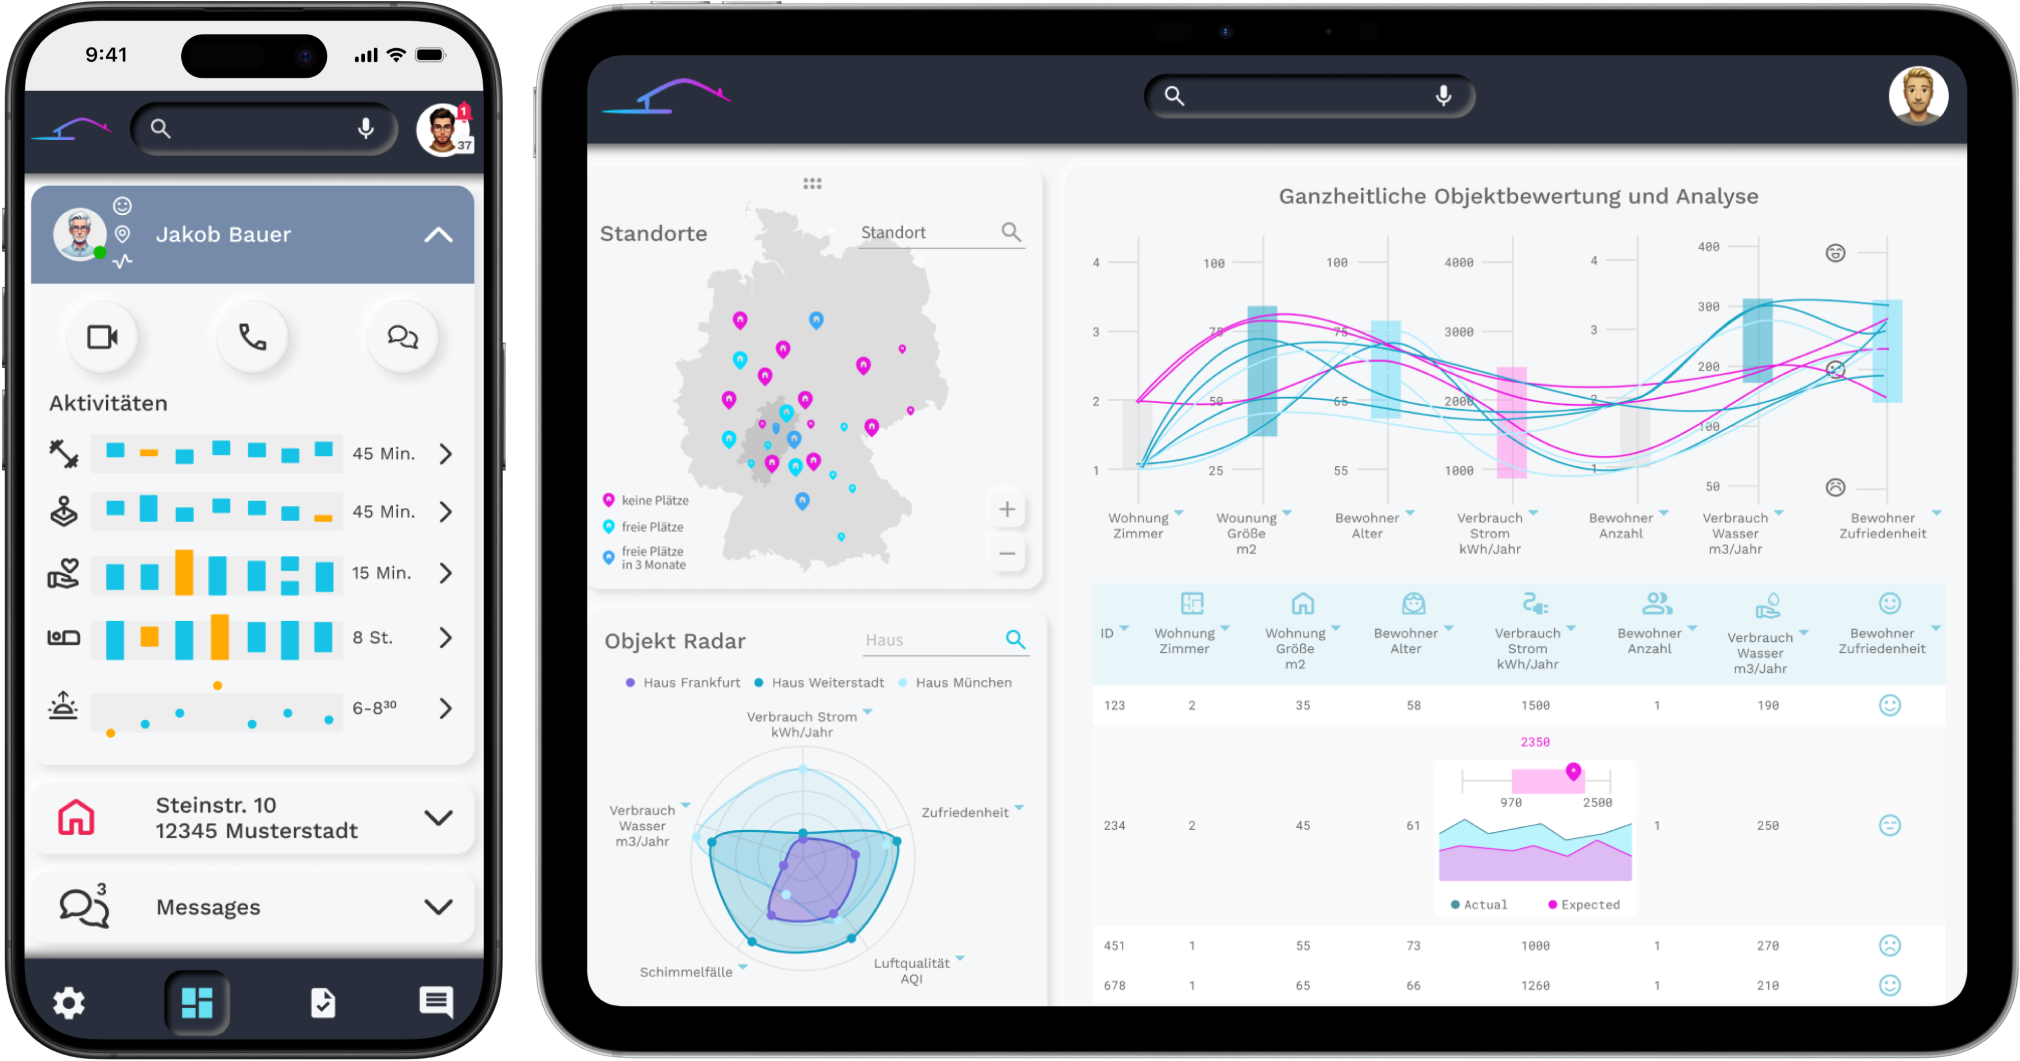 9:41
1
37
Jakob Bauer
Aktivitäten
45 Min.
45 Min.
15 Min.
8 St.
6-8³⁰
Steinstr. 10
12345 Musterstadt
3
Messages
Standorte
Standort
keine Plätze
freie Plätze
freie Plätze
in 3 Monate
+
−
Objekt Radar
Haus
Haus Frankfurt
Haus Weiterstadt
Haus München
Verbrauch Strom
kWh/Jahr
Zufriedenheit
Verbrauch
Wasser
m3/Jahr
Schimmelfälle
Luftqualität
AQI
Ganzheitliche Objektbewertung und Analyse
4
3
2
1
100
75
50
25
100
75
65
55
4000
3000
2000
1000
4
3
2
1
400
300
200
100
50
Wohnung
Zimmer
Wounung
Größe
m2
Bewohner
Alter
Verbrauch
Strom
kWh/Jahr
Bewohner
Anzahl
Verbrauch
Wasser
m3/Jahr
Bewohner
Zufriedenheit
ID
Wohnung
Zimmer
Wohnung
Größe
m2
Bewohner
Alter
Verbrauch
Strom
kWh/Jahr
Bewohner
Anzahl
Verbrauch
Wasser
m3/Jahr
Bewohner
Zufriedenheit
123 2 35 58 1500 1 190
2350
970 2500
234 2 45 61 1 250
Actual Expected
451 1 55 73 1000 1 270
678 1 65 66 1260 1 210